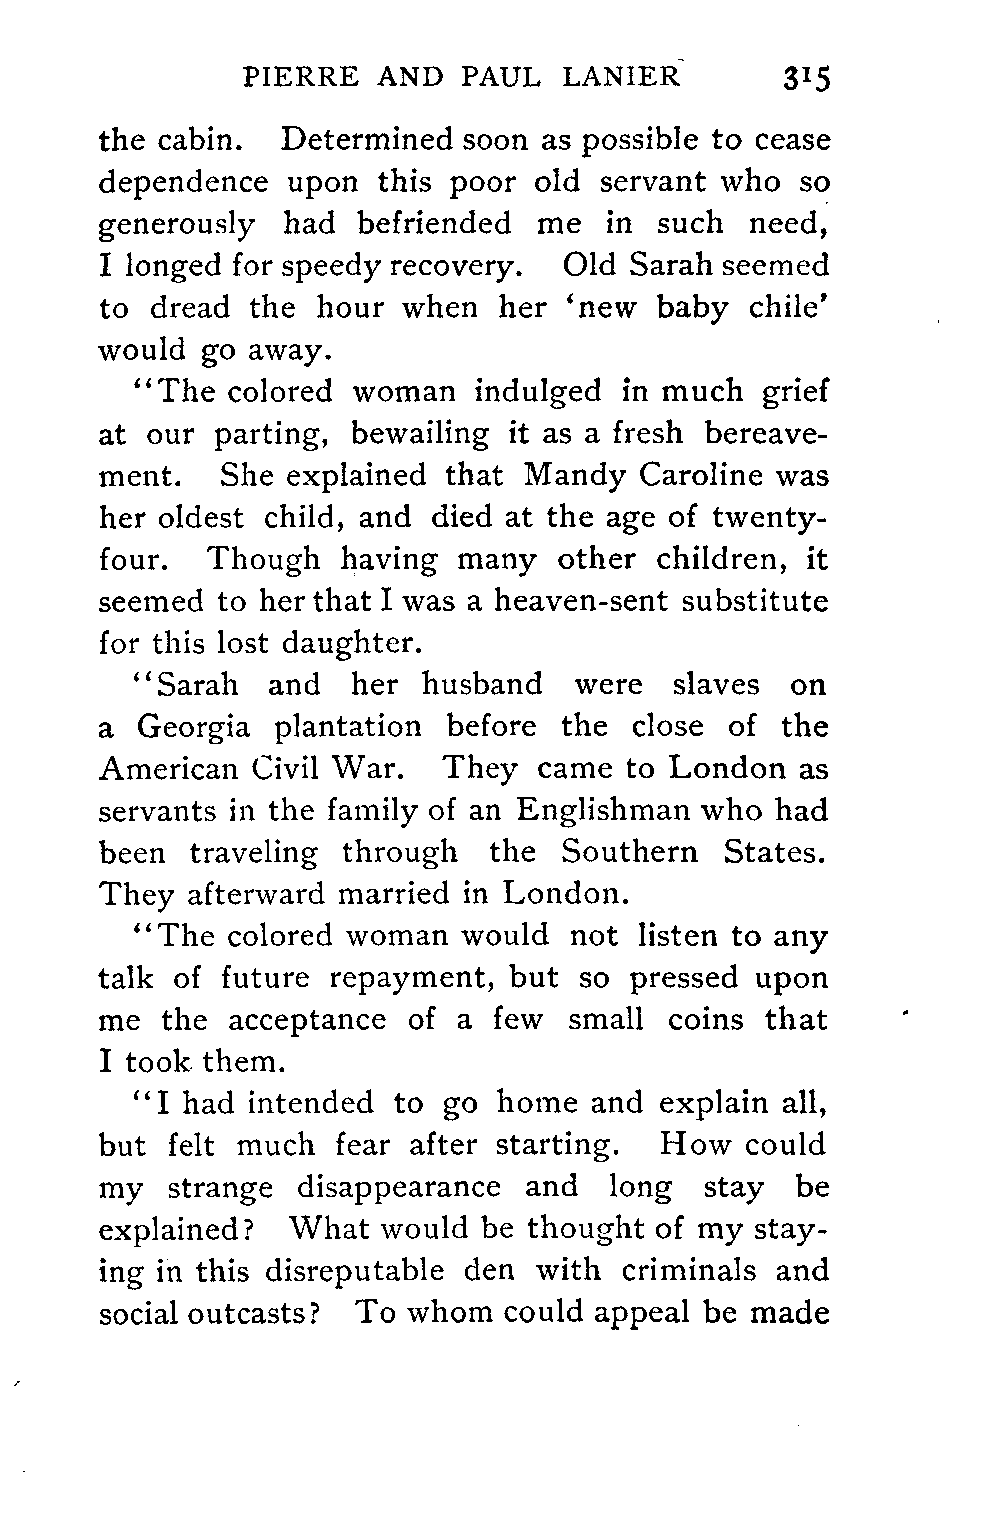 PIERRE AND PAUL LANIER 315
the cabin. Determined soon as possible to cease
dependence upon this poor old servant who so
generously had befriended me in such need,
I longed for speedy recovery. Old Sarah seemed
to dread the hour when her ‘new baby chile’
would go away.
“The colored woman indulged in much grief
at our parting, bewailing it as a fresh bereave-
ment. She explained that Mandy Caroline was
her oldest child, and died at the age of twenty-
four. Though having many other children, it
seemed to her that I was a heaven-sent substitute
for this lost daughter.
“Sarah and her husband were slaves on
a Georgia plantation before the close of the
American Civil War. They came to London as
servants in the family of an Englishman who had
been traveling through the Southern States.
They afterward married in London.
“The colored woman would not listen to any
talk of future repayment, but so pressed upon
me the acceptance of a few small coins that
I took them.
“I had intended to go home and explain all,
but felt much fear after starting. How could
my strange disappearance and long stay be
explained? What would be thought of my stay-
ing in this disreputable den with criminals and
social outcasts? To whom could appeal be made